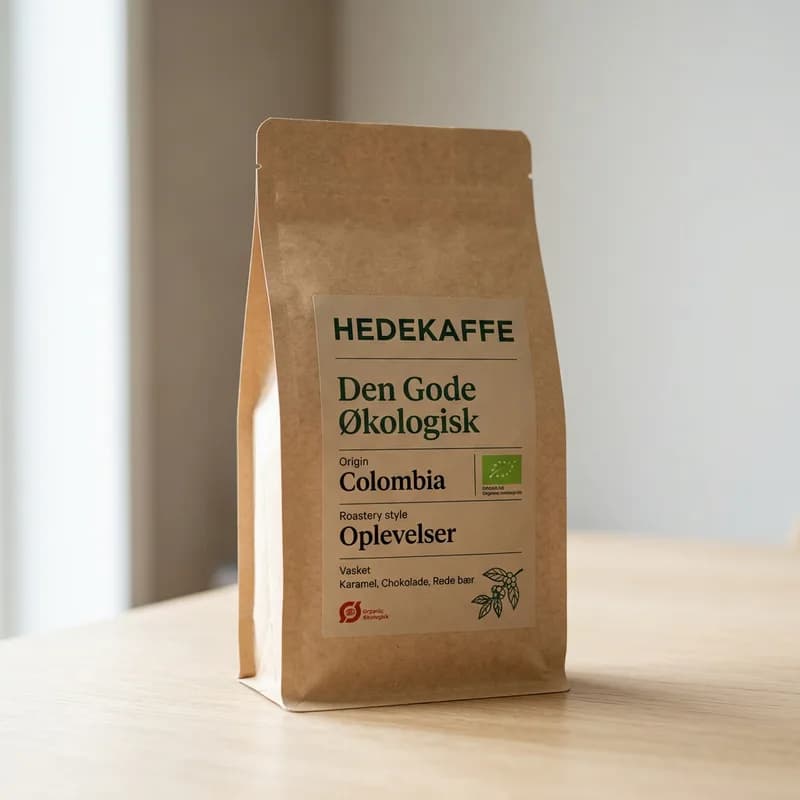 HEDEKAFFE
Den Gode
Økologisk
Origin
Colombia
Roastery style
Oplevelser
Vasket
Karamel, Chokolade, Rede bær
Organic
Økologisk